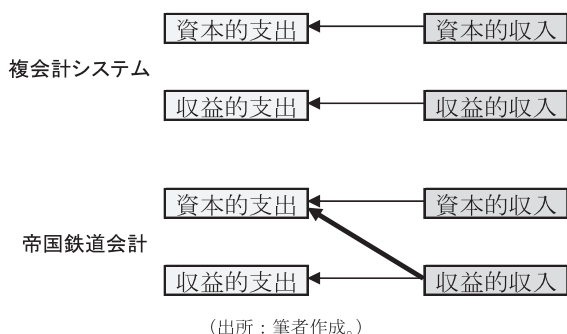 資本的支出 資本的収入
複会計システム
収益的支出 収益的収入
資本的支出 資本的収入
帝国鉄道会計
収益的支出 収益的収入
(出所：筆者作成。)